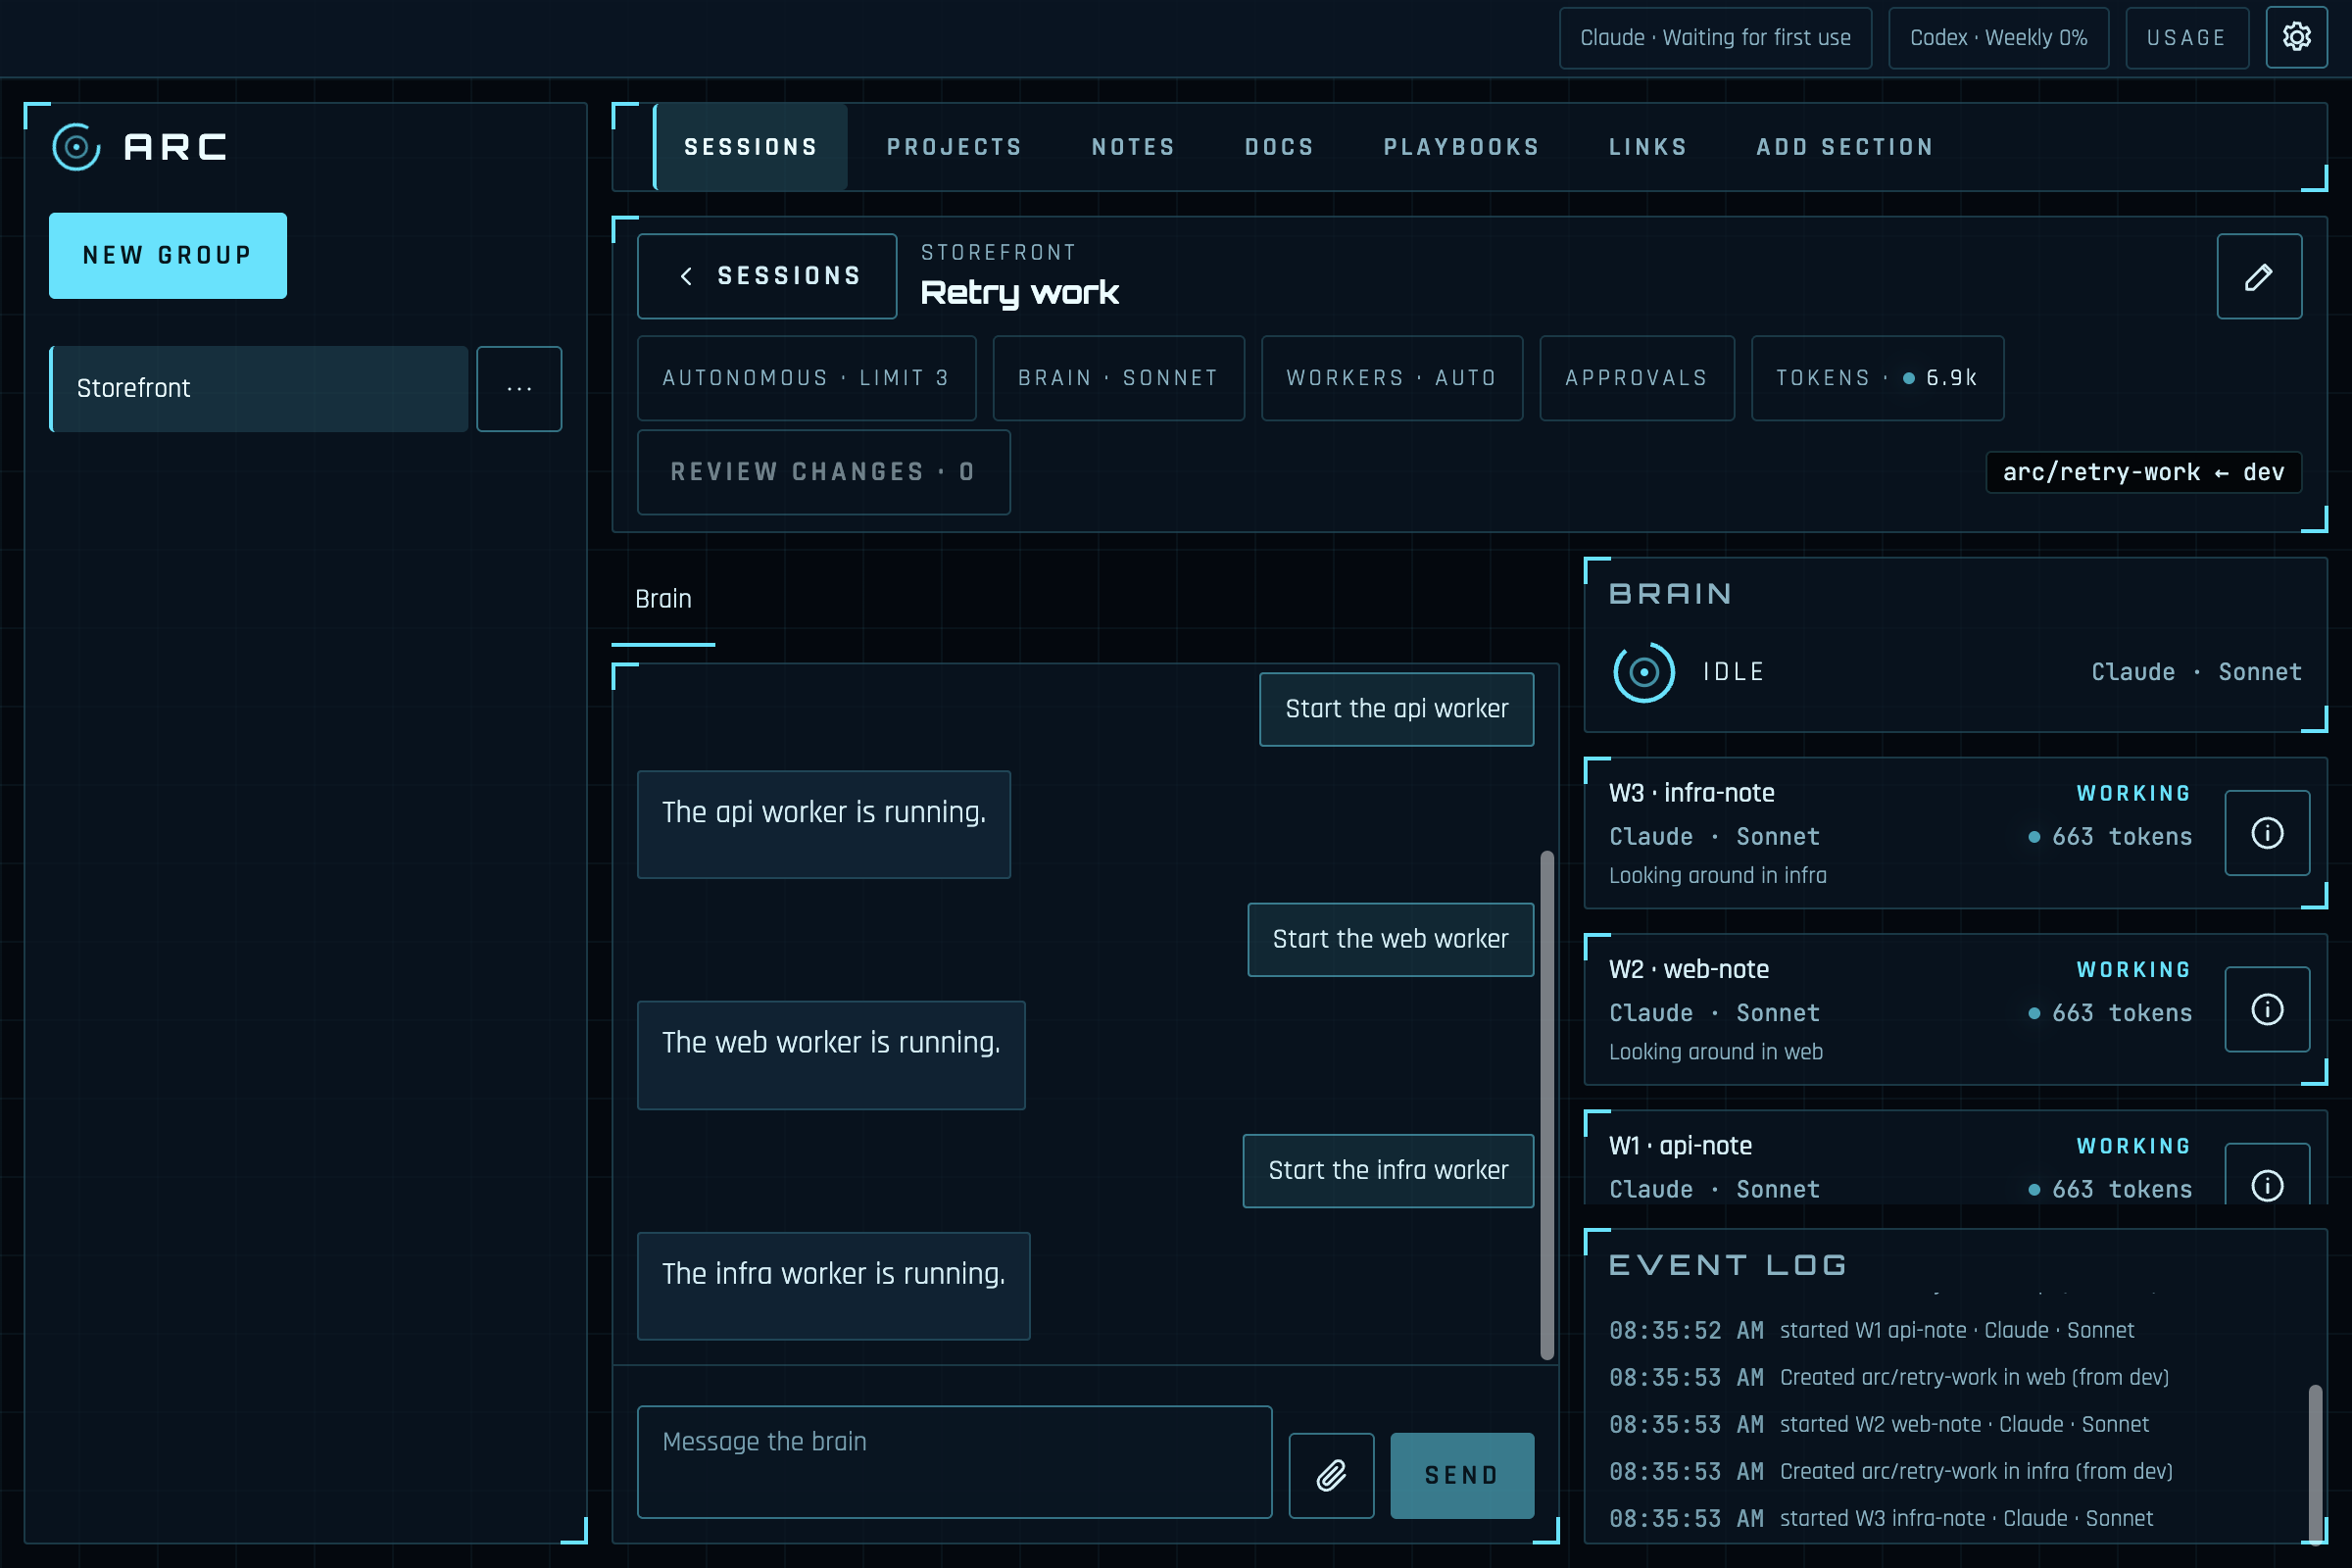 Claude · Waiting for first use
Codex · Weekly 0%
USAGE
ARC
NEW GROUP
Storefront
...
SESSIONS
PROJECTS
NOTES
DOCS
PLAYBOOKS
LINKS
ADD SECTION
SESSIONS
STOREFRONT
Retry work
AUTONOMOUS · LIMIT 3
BRAIN · SONNET
WORKERS · AUTO
APPROVALS
TOKENS · 6.9k
REVIEW CHANGES · 0
arc/retry-work ← dev
Brain
Start the api worker
The api worker is running.
Start the web worker
The web worker is running.
Start the infra worker
The infra worker is running.
Message the brain
SEND
BRAIN
IDLE
Claude · Sonnet
W3 · infra-note
WORKING
Claude · Sonnet
663 tokens
Looking around in infra
W2 · web-note
WORKING
Claude · Sonnet
663 tokens
Looking around in web
W1 · api-note
WORKING
Claude · Sonnet
663 tokens
EVENT LOG
08:35:52 AM started W1 api-note · Claude · Sonnet
08:35:53 AM Created arc/retry-work in web (from dev)
08:35:53 AM started W2 web-note · Claude · Sonnet
08:35:53 AM Created arc/retry-work in infra (from dev)
08:35:53 AM started W3 infra-note · Claude · Sonnet